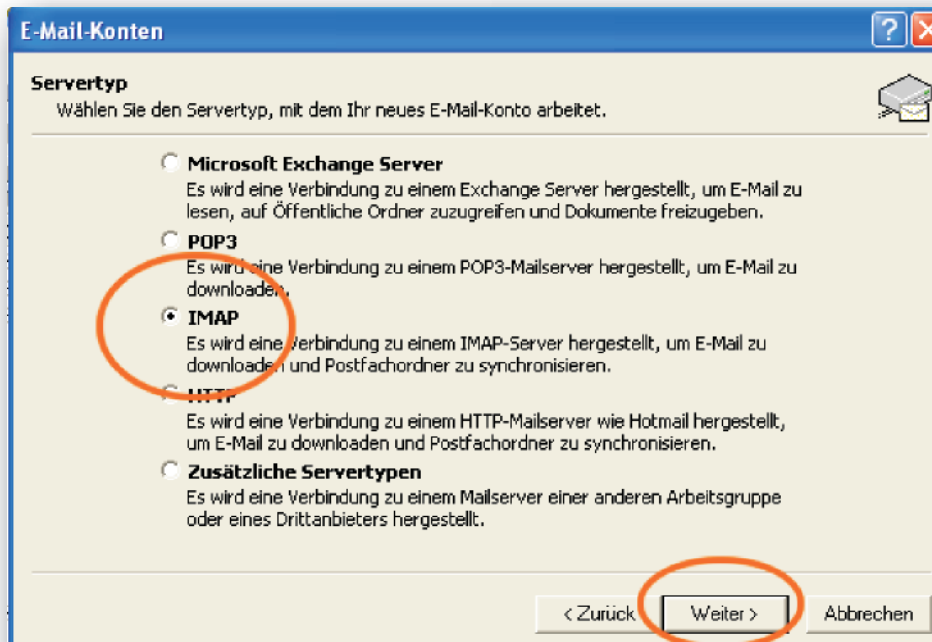 E-Mail-Konten
Servertyp
Wählen Sie den Servertyp, mit dem Ihr neues E-Mail-Konto arbeitet.
Microsoft Exchange Server
Es wird eine Verbindung zu einem Exchange Server hergestellt, um E-Mail zu
lesen, auf Öffentliche Ordner zuzugreifen und Dokumente freizugeben.
POP3
Es wird eine Verbindung zu einem POP3-Mailserver hergestellt, um E-Mail zu
downloaden.
IMAP
Es wird eine Verbindung zu einem IMAP-Server hergestellt, um E-Mail zu
downloaden und Postfachordner zu synchronisieren.
HTTP
Es wird eine Verbindung zu einem HTTP-Mailserver wie Hotmail hergestellt,
um E-Mail zu downloaden und Postfachordner zu synchronisieren.
Zusätzliche Servertypen
Es wird eine Verbindung zu einem Mailserver einer anderen Arbeitsgruppe
oder eines Drittanbieters hergestellt.
< Zurück Weiter > Abbrechen